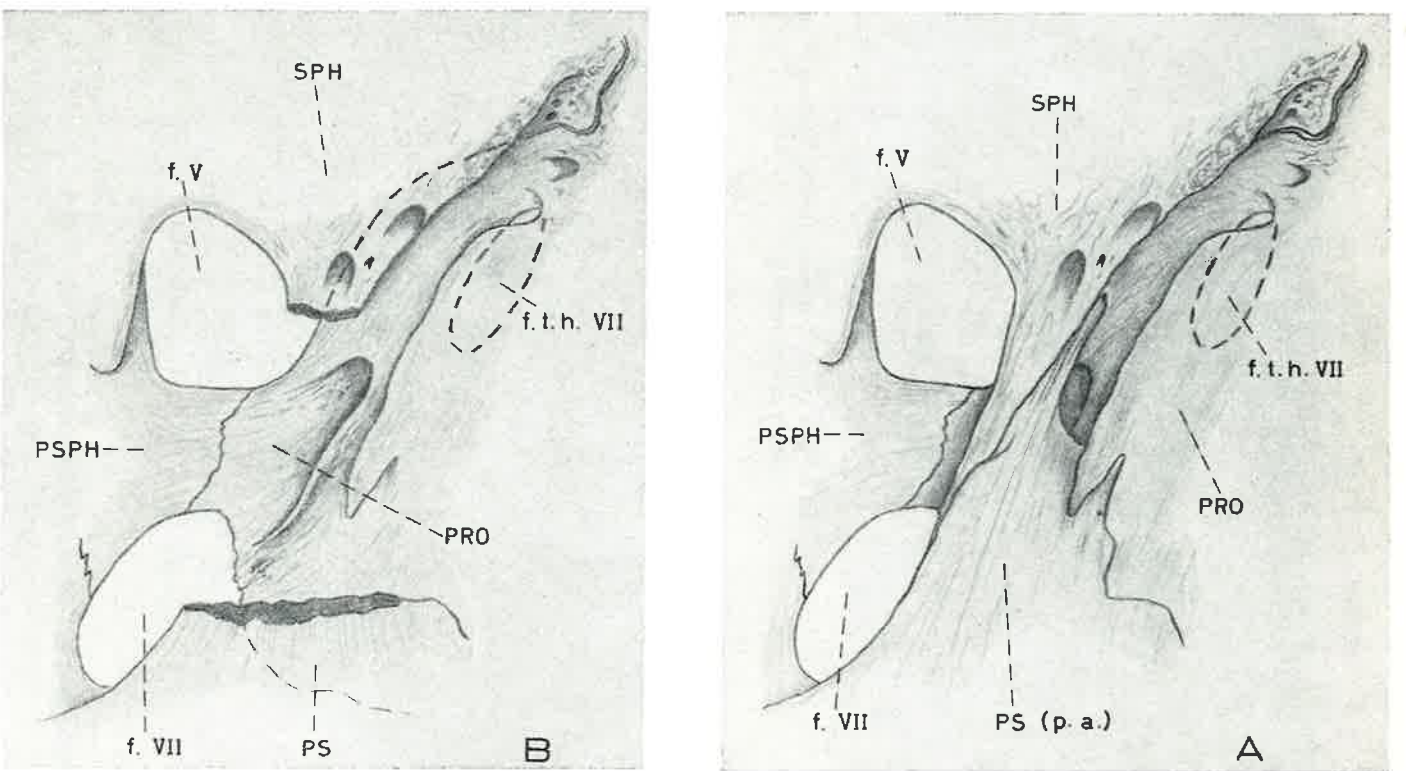 SPH
f. V
f. t. h. VII
PSPH
PRO
f. VII
PS
B
SPH
f. V
f. t. h. VII
PSPH
PRO
f. VII
PS (p. a.)
A